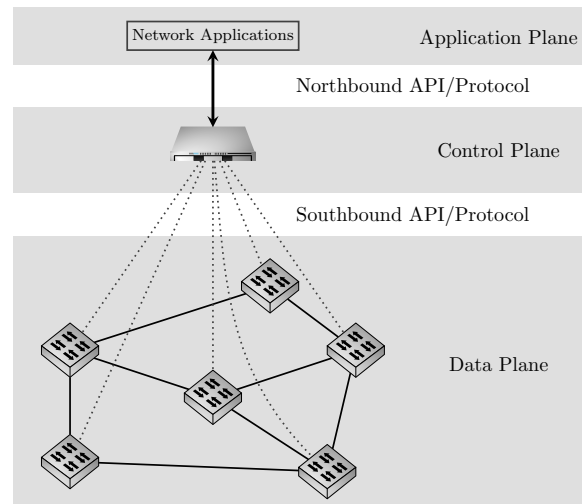 Network Applications
Application Plane
Northbound API/Protocol
Control Plane
Southbound API/Protocol
Data Plane